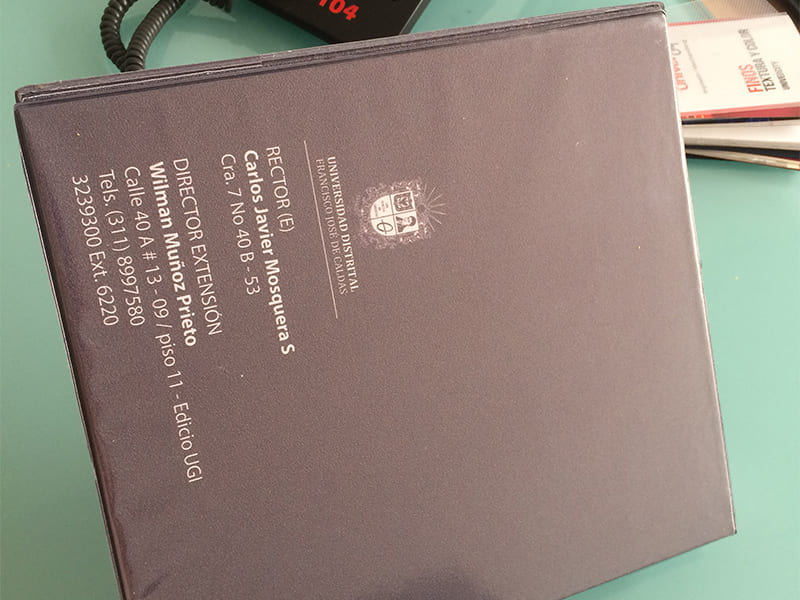 UNIVERSIDAD DISTRITAL
FRANCISCO JOSÉ DE CALDAS
RECTOR (E)
Carlos Javier Mosquera S
Cra. 7 No 40 B - 53
DIRECTOR EXTENSIÓN
Wilman Muñoz Prieto
Calle 40 A # 13 - 09 / piso 11 - Edicio UGI
Tels. (311) 8997580
3239300 Ext. 6220
104
FINOS
TEXTURA Y COLOR